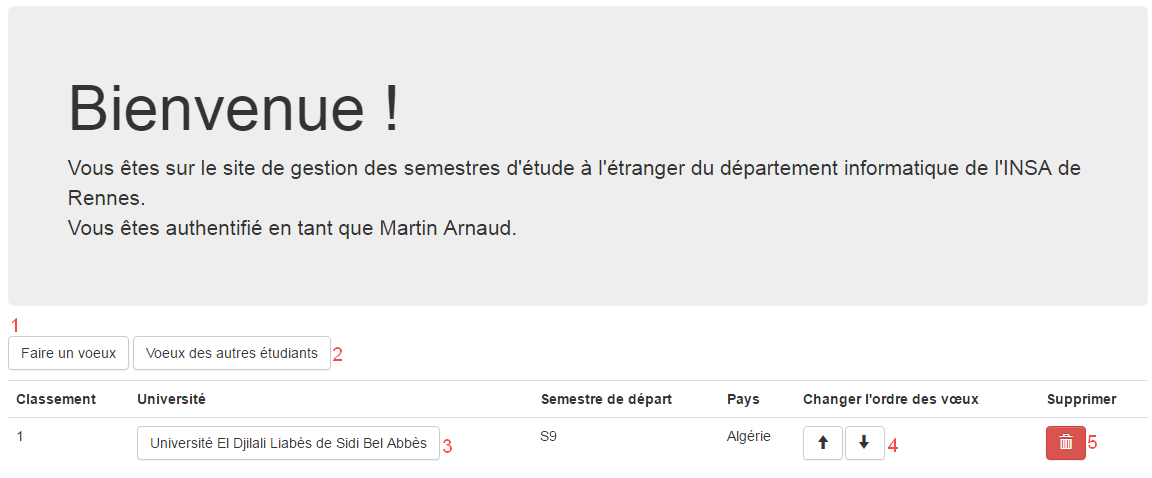 Bienvenue !
Vous êtes sur le site de gestion des semestres d'étude à l'étranger du département informatique de l'INSA de
Rennes.
Vous êtes authentifié en tant que Martin Arnaud.
1
Faire un voeux Voeux des autres étudiants 2
Classement Université Semestre de départ Pays Changer l'ordre des vœux Supprimer
1 Université El Djilali Liabès de Sidi Bel Abbès 3 S9 Algérie 4 5